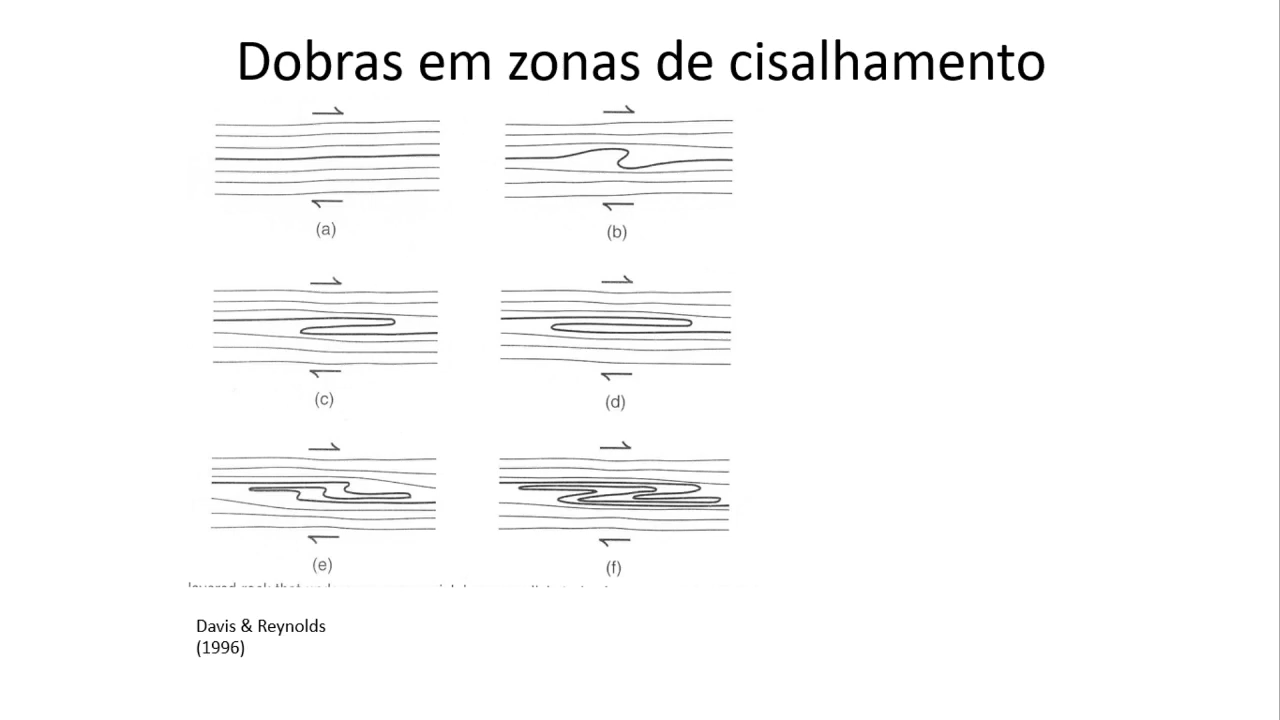 Dobras em zonas de cisalhamento
(a)
(b)
(c)
(d)
(e)
(f)
Davis & Reynolds
(1996)